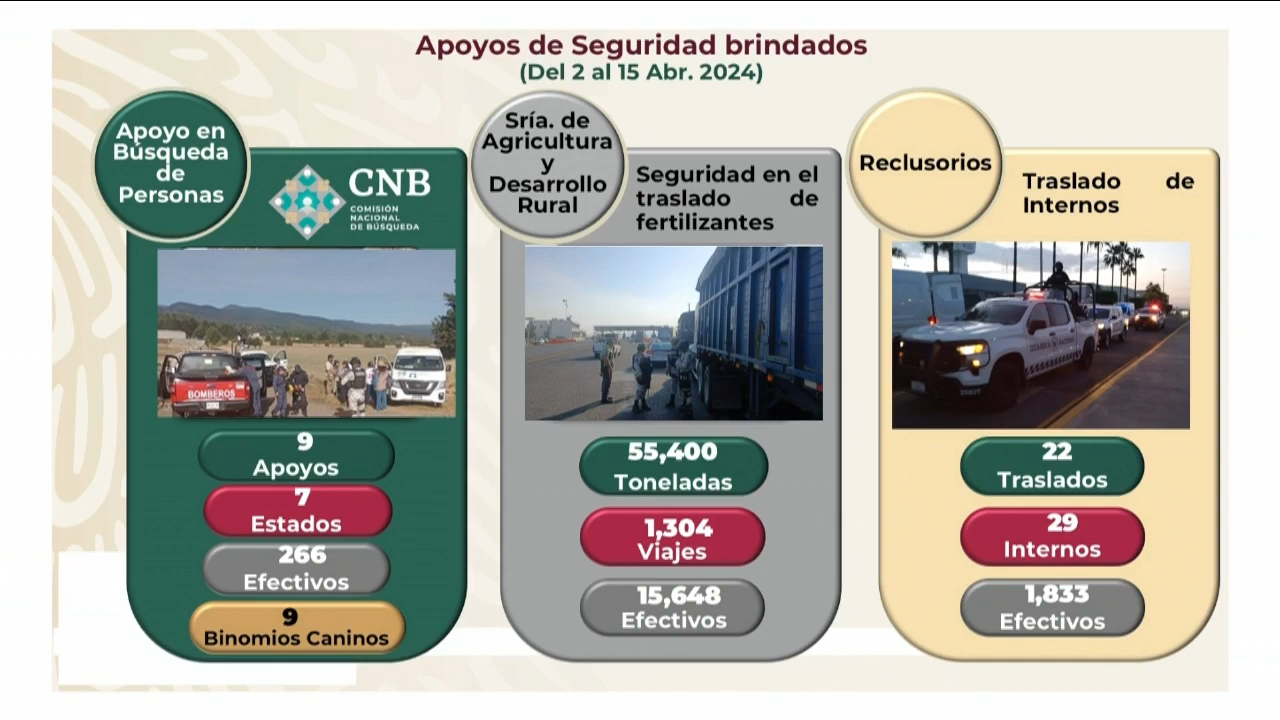 Apoyos de Seguridad brindados
(Del 2 al 15 Abr. 2024)
Apoyo en
Búsqueda
de
Personas
CNB
COMISIÓN
NACIONAL
DE BÚSQUEDA
BOMBEROS
9
Apoyos
7
Estados
266
Efectivos
9
Binomios Caninos
Sría. de
Agricultura
y
Desarrollo
Rural
Seguridad en el
traslado de
fertilizantes
55,400
Toneladas
1,304
Viajes
15,648
Efectivos
Reclusorios
Traslado de
Internos
22
Traslados
29
Internos
1,833
Efectivos